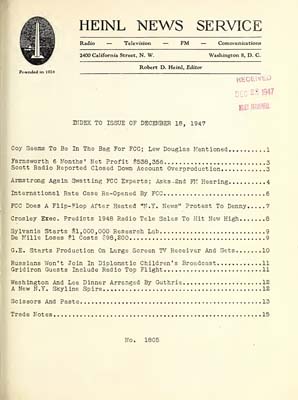 HEINL NEWS SERVICE
Radio — Television — FM — Communications
2400 California Street, N. W. Washington 8, D. C.
Robert D. Heinl, Editor
Founded in 1924
RECEIVED
DEC 23 1947
INDEX TO ISSUE OF DECEMBER 18, 1947
Coy Seems To Be In The Bag For FCC; Lew Douglas Mentioned..........1
Farnsworth 6 Months' Net Profit $538,356..........3
Scott Radio Reported Closed Down Account Overproduction..........3
Armstrong Again Swatting FCC Experts; Asks 2nd FM Hearing..........4
International Rate Case Re-Opened By FCC..........6
FCC Does A Flip-Flop After Heated "N.Y. News" Protest To Denny.....7
Crosley Exec. Predicts 1948 Radio Tele Sales To Hit New High.......8
Sylvania Starts $1,000,000 Research Lab..........9
De Mille Loses $1 Costs $98,200..........9
G.E. Starts Production On Large Screen TV Receiver And Sets........10
Russians Won't Join In Diplomatic Children's Broadcast..........11
Gridiron Guests Include Radio Top Flight..........11
Washington And Lee Dinner Arranged By Guthrie..........12
A New N.Y. Skyline Spire..........12
Scissors And Paste..........13
Trade Notes..........15
No. 1805